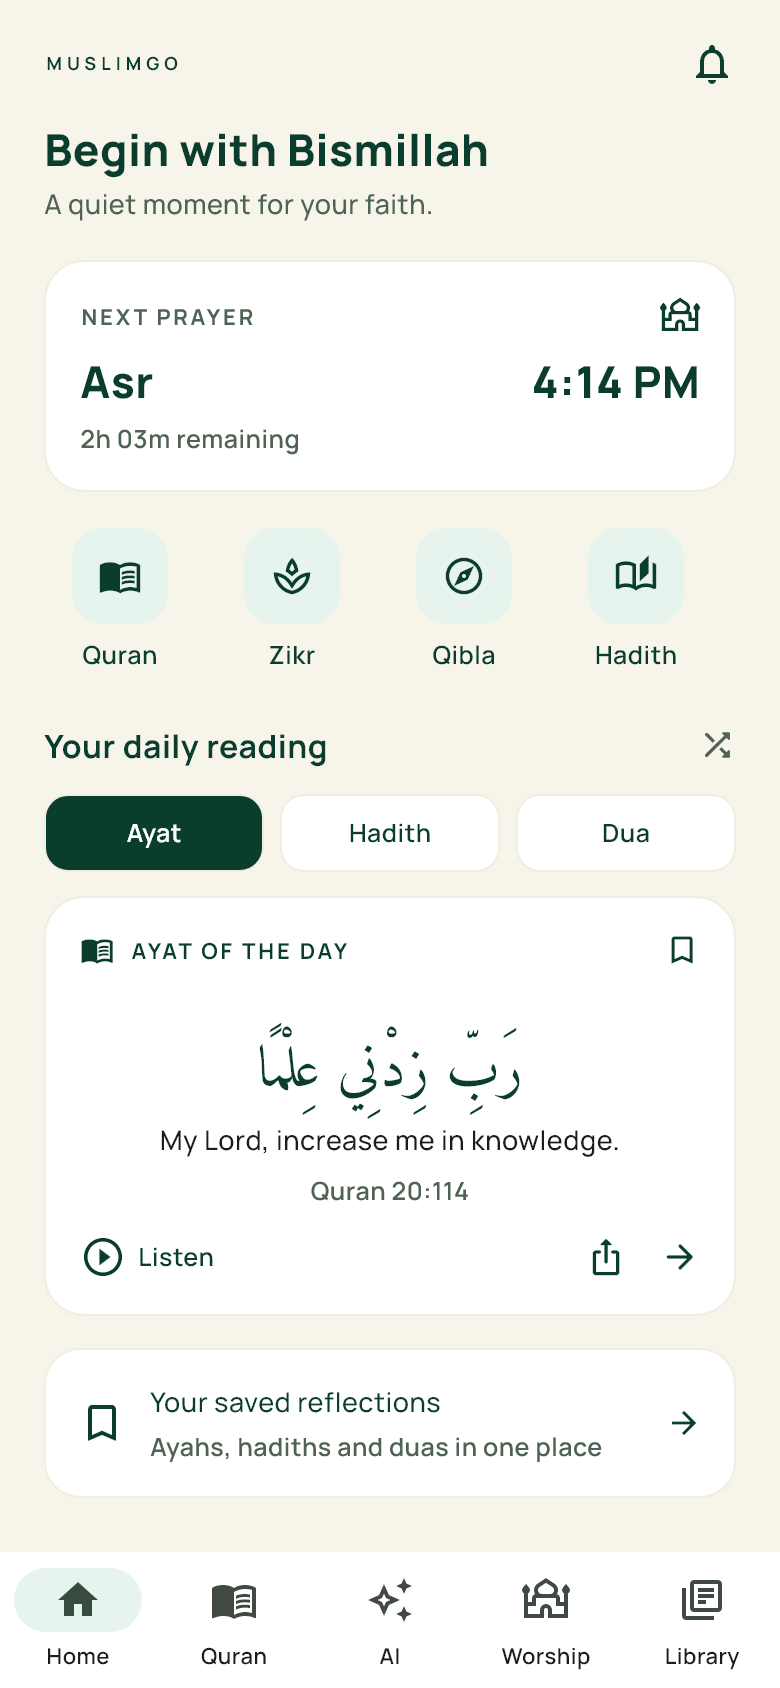 MUSLIMGO
Begin with Bismillah
A quiet moment for your faith.
NEXT PRAYER
Asr
4:14 PM
2h 03m remaining
Quran
Zikr
Qibla
Hadith
Your daily reading
Ayat
Hadith
Dua
AYAT OF THE DAY
رَبِّ زِدْنِي عِلْمًا
My Lord, increase me in knowledge.
Quran 20:114
Listen
Your saved reflections
Ayahs, hadiths and duas in one place
Home
Quran
AI
Worship
Library